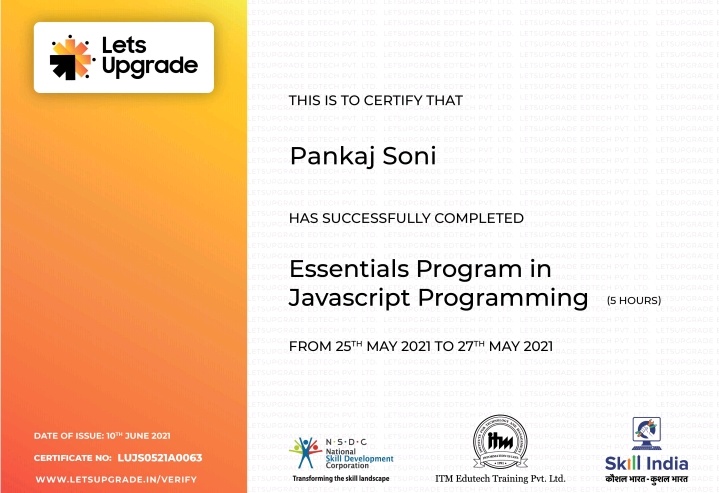 Lets
Upgrade
THIS IS TO CERTIFY THAT
Pankaj Soni
HAS SUCCESSFULLY COMPLETED
Essentials Program in
Javascript Programming (5 HOURS)
FROM 25TH MAY 2021 TO 27TH MAY 2021
DATE OF ISSUE: 10TH JUNE 2021
CERTIFICATE NO: LUJS0521A0063
WWW.LETSUPGRADE.IN/VERIFY
N·S·D·C
National
Skill Development
Corporation
Transforming the skill landscape
itm
ITM Edutech Training Pvt. Ltd.
Skill India
कौशल भारत-कुशल भारत